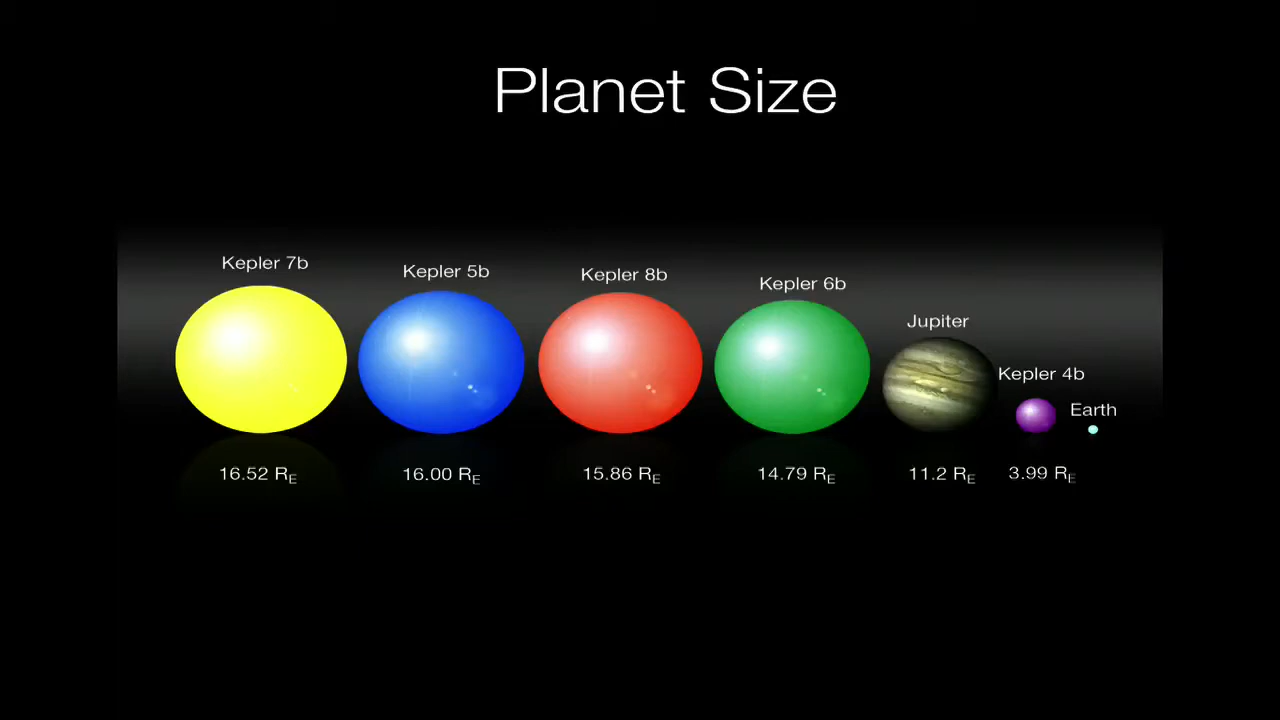 Planet Size
Kepler 7b
Kepler 5b
Kepler 8b
Kepler 6b
Jupiter
Kepler 4b
Earth
16.52 RE
16.00 RE
15.86 RE
14.79 RE
11.2 RE
3.99 RE